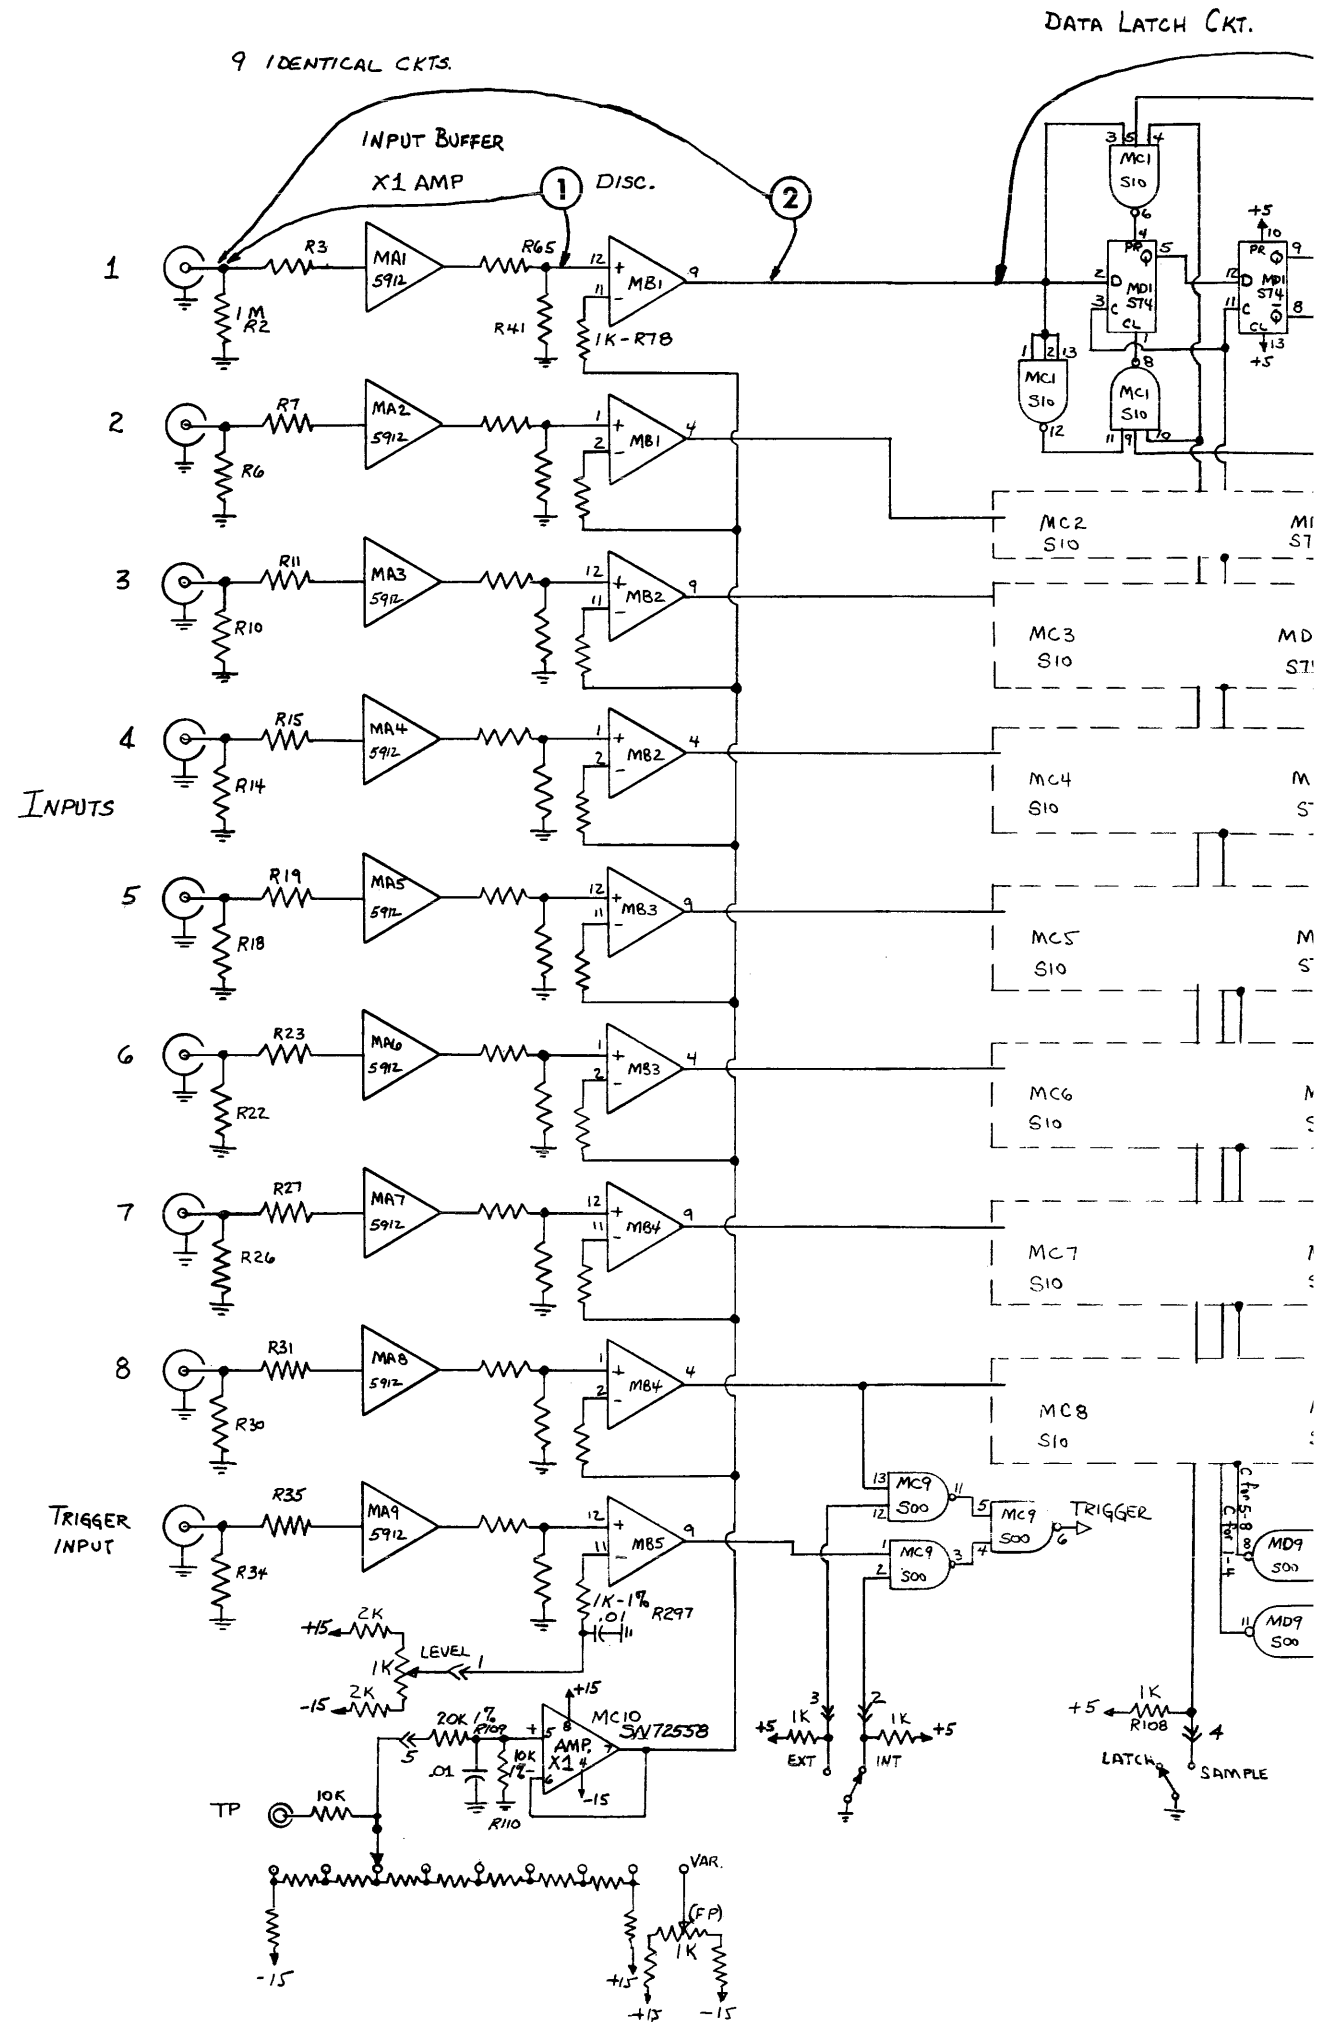 DATA LATCH CKT.
9 IDENTICAL CKTS.
INPUT BUFFER
X1 AMP
1
DISC.
2
3 5 4
MC1
S10
6
+5
10
1
R3
MA1
5912
R65
12
+
MB1
11
-
9
4
PR
5
Q
2
D
MD1
S74
3
C
CL
1
PR
Q
9
12
D
MD1
S74
11
C
Q
8
CL
13
+5
1M
R2
R41
1K-R78
1 2 13
MC1
S10
12
8
MC1
S10
11 9 10
2
R7
MA2
5912
1
+
MB1
2
-
4
R6
MC2
S10
S7
3
R11
MA3
5912
12
+
MB2
11
-
9
R10
MC3
S10
MD
S7
4
R15
MA4
5912
1
+
MB2
2
-
4
R14
MC4
S10
M
INPUTS
5
R19
MA5
5912
12
+
MB3
11
-
9
R18
MC5
S10
M
6
R23
MA6
5912
1
+
MB3
2
-
4
R22
MC6
S10
7
R27
MA7
5912
12
+
MB4
11
-
9
R26
MC7
S10
8
R31
MA8
5912
1
+
MB4
2
-
4
R30
MC8
S10
TRIGGER
INPUT
R35
MA9
5912
12
+
MB5
11
-
9
R34
13
MC9
S00
12
11
5
MC9
S00
4
6
TRIGGER
1
MC9
S00
2
3
C for 5-8
C for 1-4
8
MD9
S00
11
MD9
S00
1K-1%
R297
.01
+15
2K
1K
LEVEL
1
-15
2K
+15
MC10
SN72558
20K 1%
R109
5
+
5
8
AMP.
X1
7
4
-
6
-15
.01
10K
1%
R110
3
+5
1K
EXT
2
1K
+5
INT
+5
1K
R108
4
LATCH
SAMPLE
TP
10K
VAR.
(FP)
1K
-15
+15
+15
-15